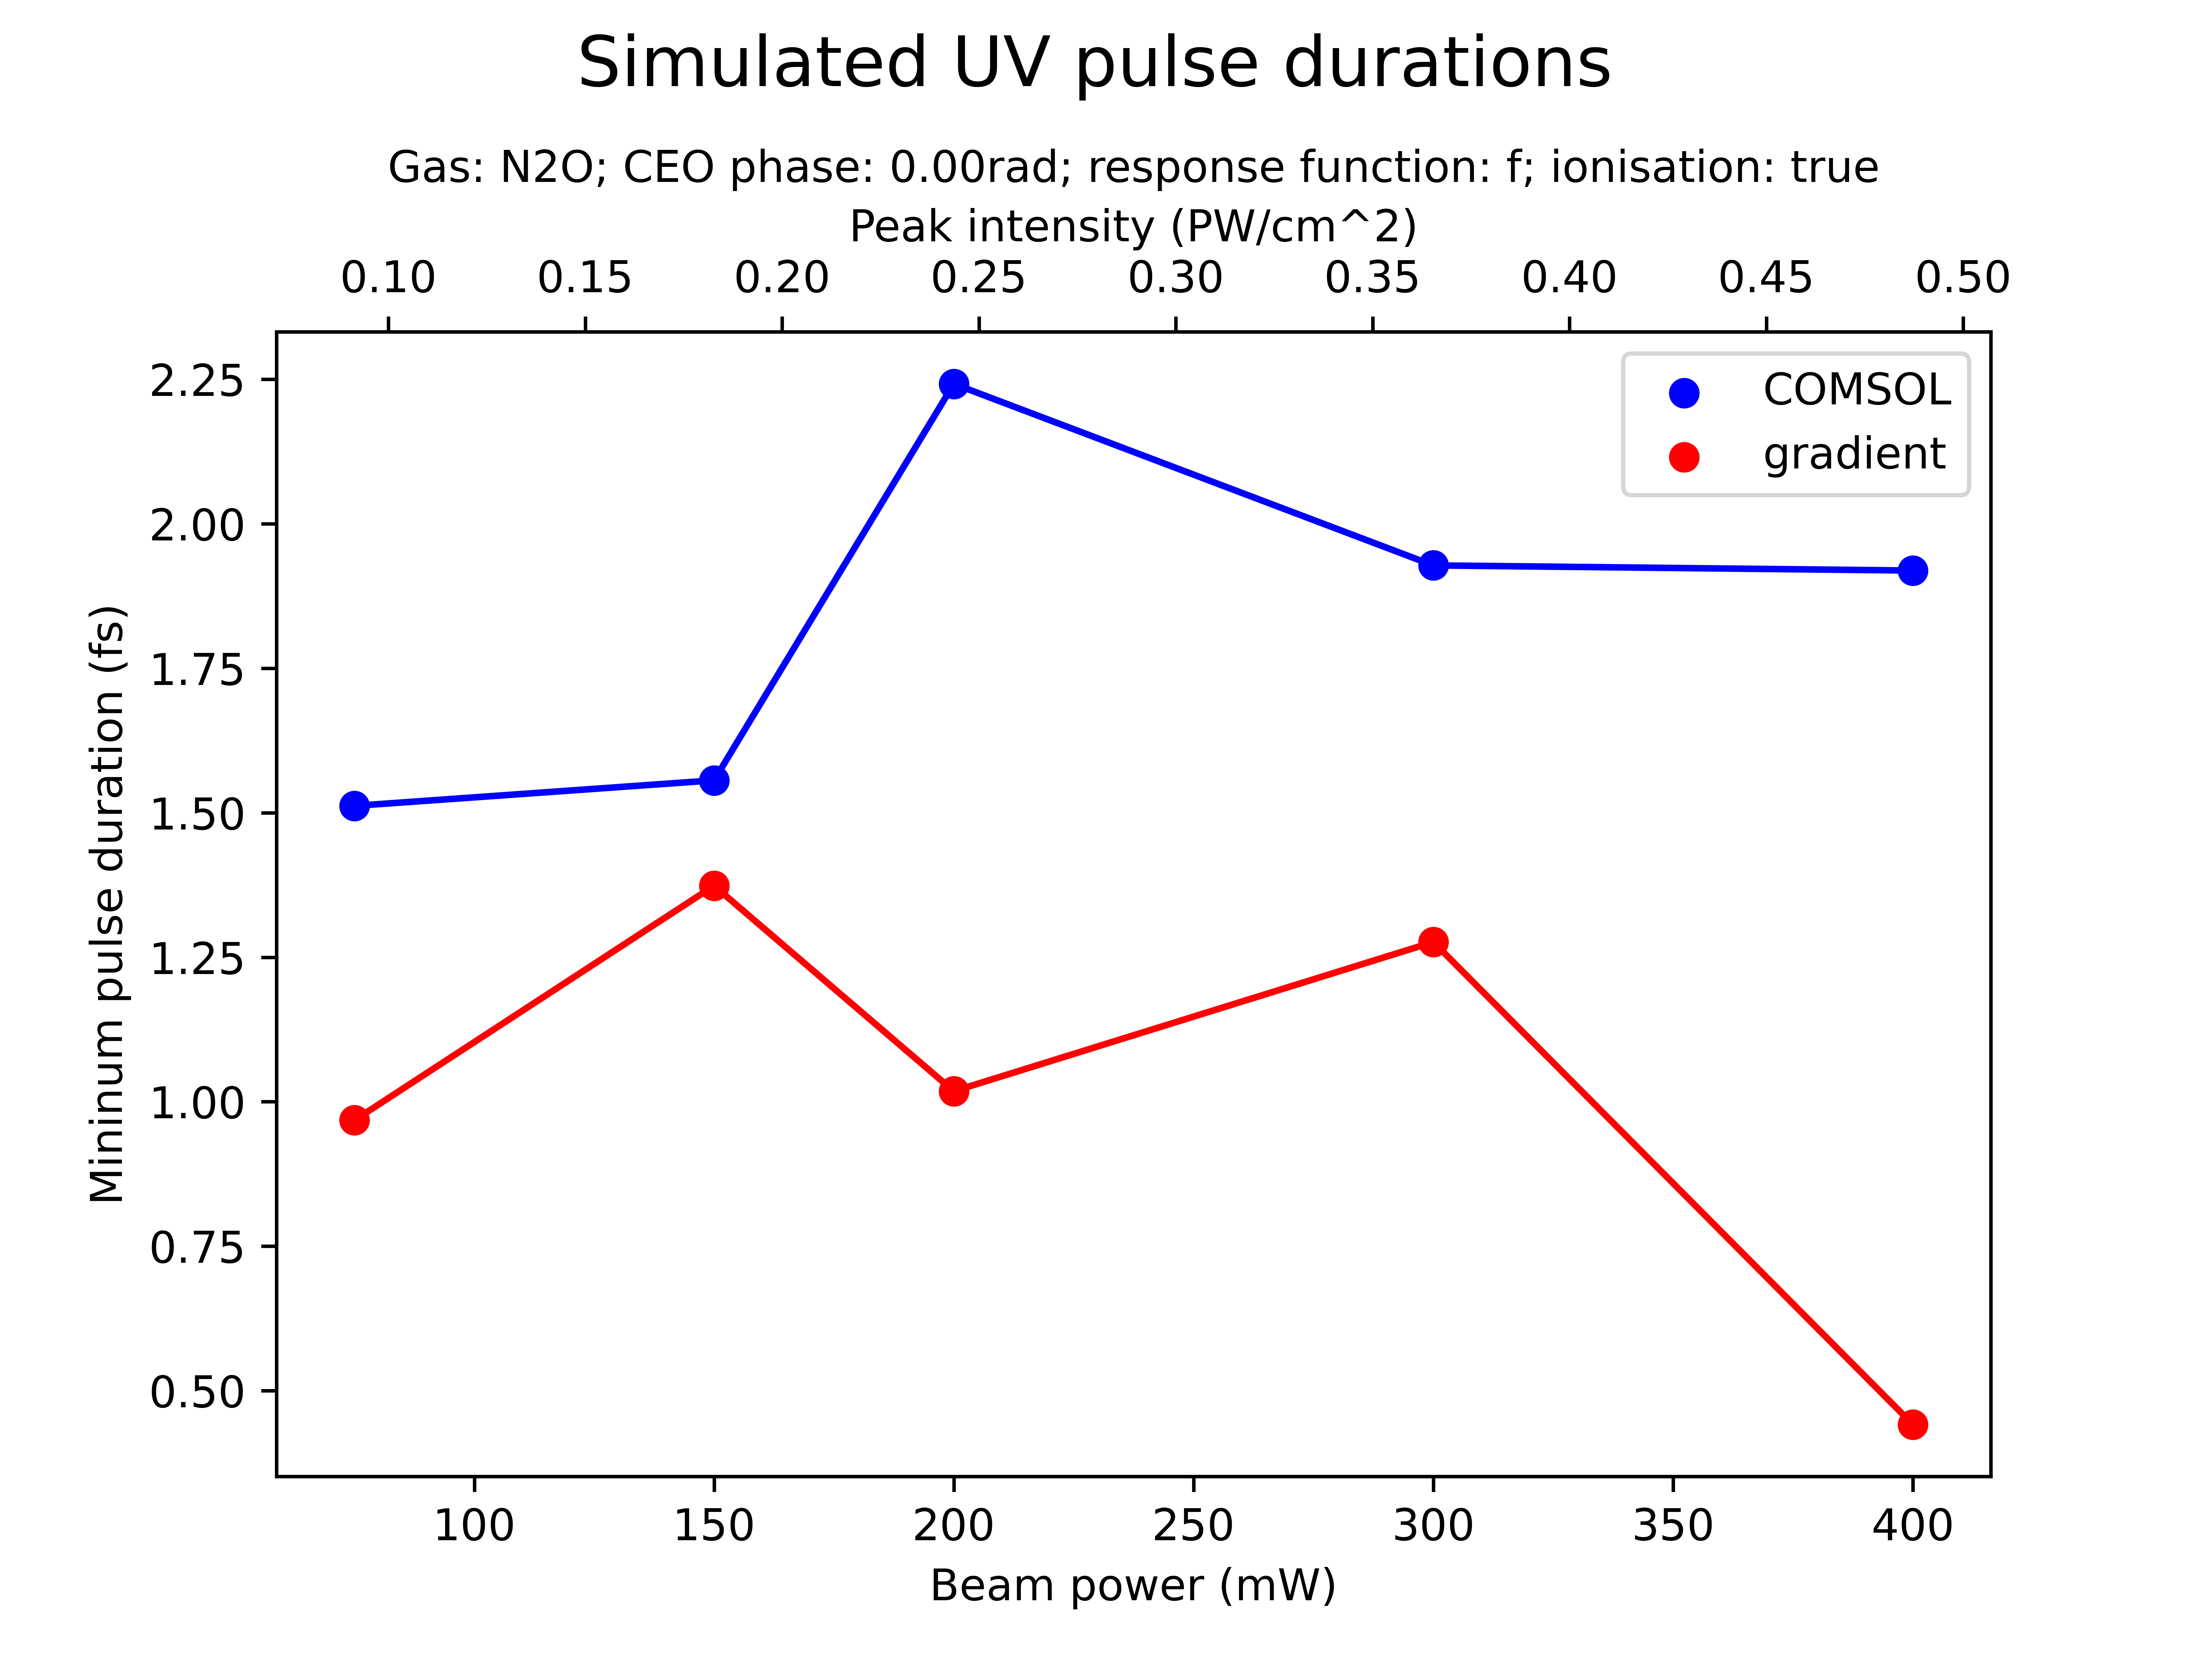 Simulated UV pulse durations
Gas: N2O; CEO phase: 0.00rad; response function: f; ionisation: true
Peak intensity (PW/cm^2)
0.10 0.15 0.20 0.25 0.30 0.35 0.40 0.45 0.50
COMSOL
gradient
Mininum pulse duration (fs)
2.25
2.00
1.75
1.50
1.25
1.00
0.75
0.50
100 150 200 250 300 350 400
Beam power (mW)